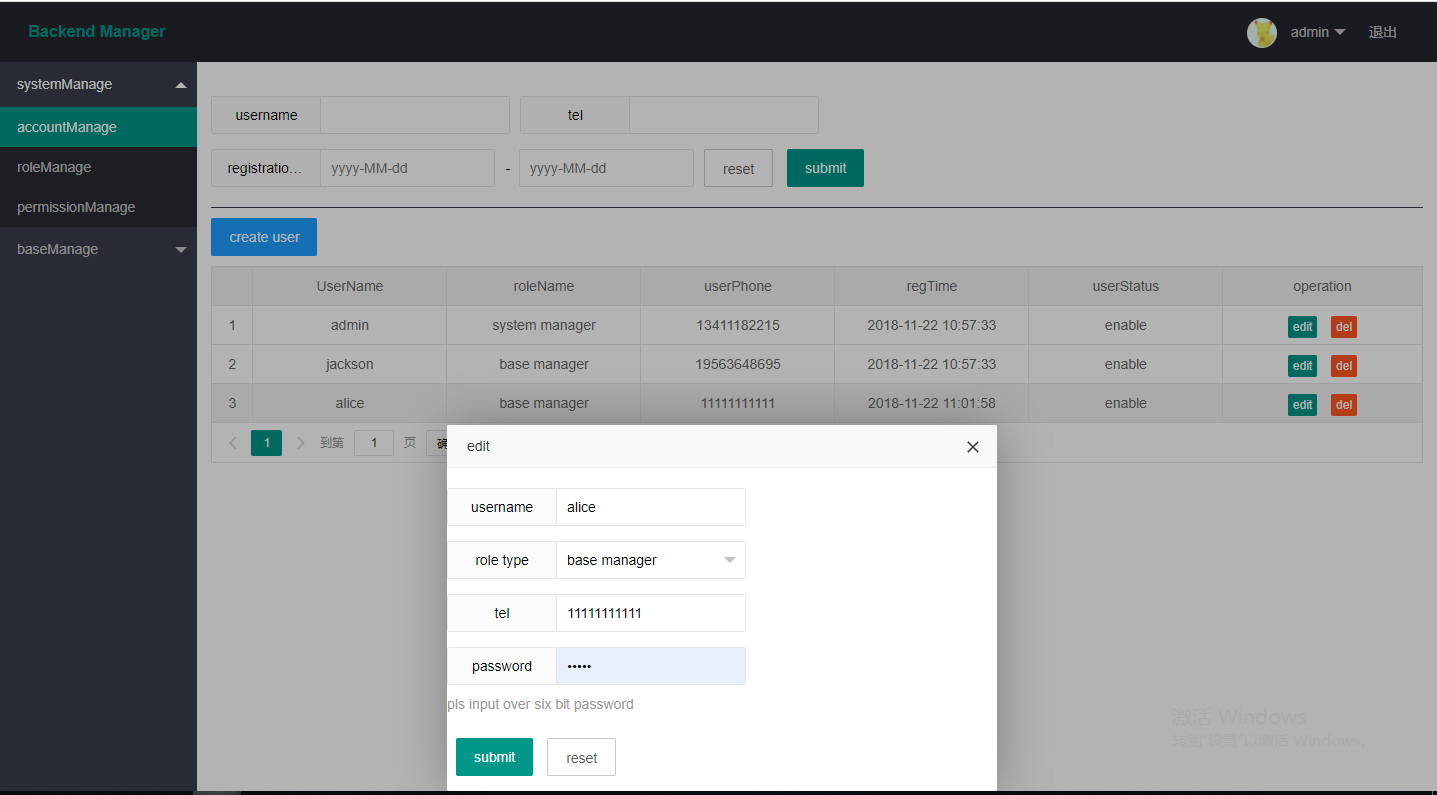 Backend Manager
admin
退出
systemManage
accountManage
roleManage
permissionManage
baseManage
username
tel
registratio…
yyyy-MM-dd
-
yyyy-MM-dd
reset
submit
create user
UserName roleName userPhone regTime userStatus operation
1 admin system manager 13411182215 2018-11-22 10:57:33 enable edit del
2 jackson base manager 19563648695 2018-11-22 10:57:33 enable edit del
3 alice base manager 11111111111 2018-11-22 11:01:58 enable edit del
1 到第 1 页
edit
username alice
role type base manager
tel 11111111111
password •••••
pls input over six bit password
submit reset
激活 Windows
转到"设置"以激活 Windows。